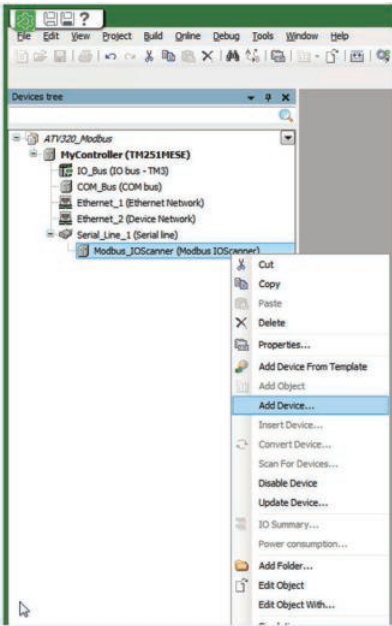 ?
File Edit View Project Build Online Debug Tools Window Help
Devices tree
ATV320_Modbus
MyController (TM251MESE)
IO_Bus (IO bus - TM3)
COM_Bus (COM bus)
Ethernet_1 (Ethernet Network)
Ethernet_2 (Device Network)
Serial_Line_1 (Serial line)
Modbus_IOScanner (Modbus IOScanner)
Cut
Copy
Paste
Delete
Properties...
Add Device From Template
Add Object
Add Device...
Insert Device...
Convert Device...
Scan For Devices...
Disable Device
Update Device...
IO Summary...
Power consumption...
Add Folder...
Edit Object
Edit Object With...